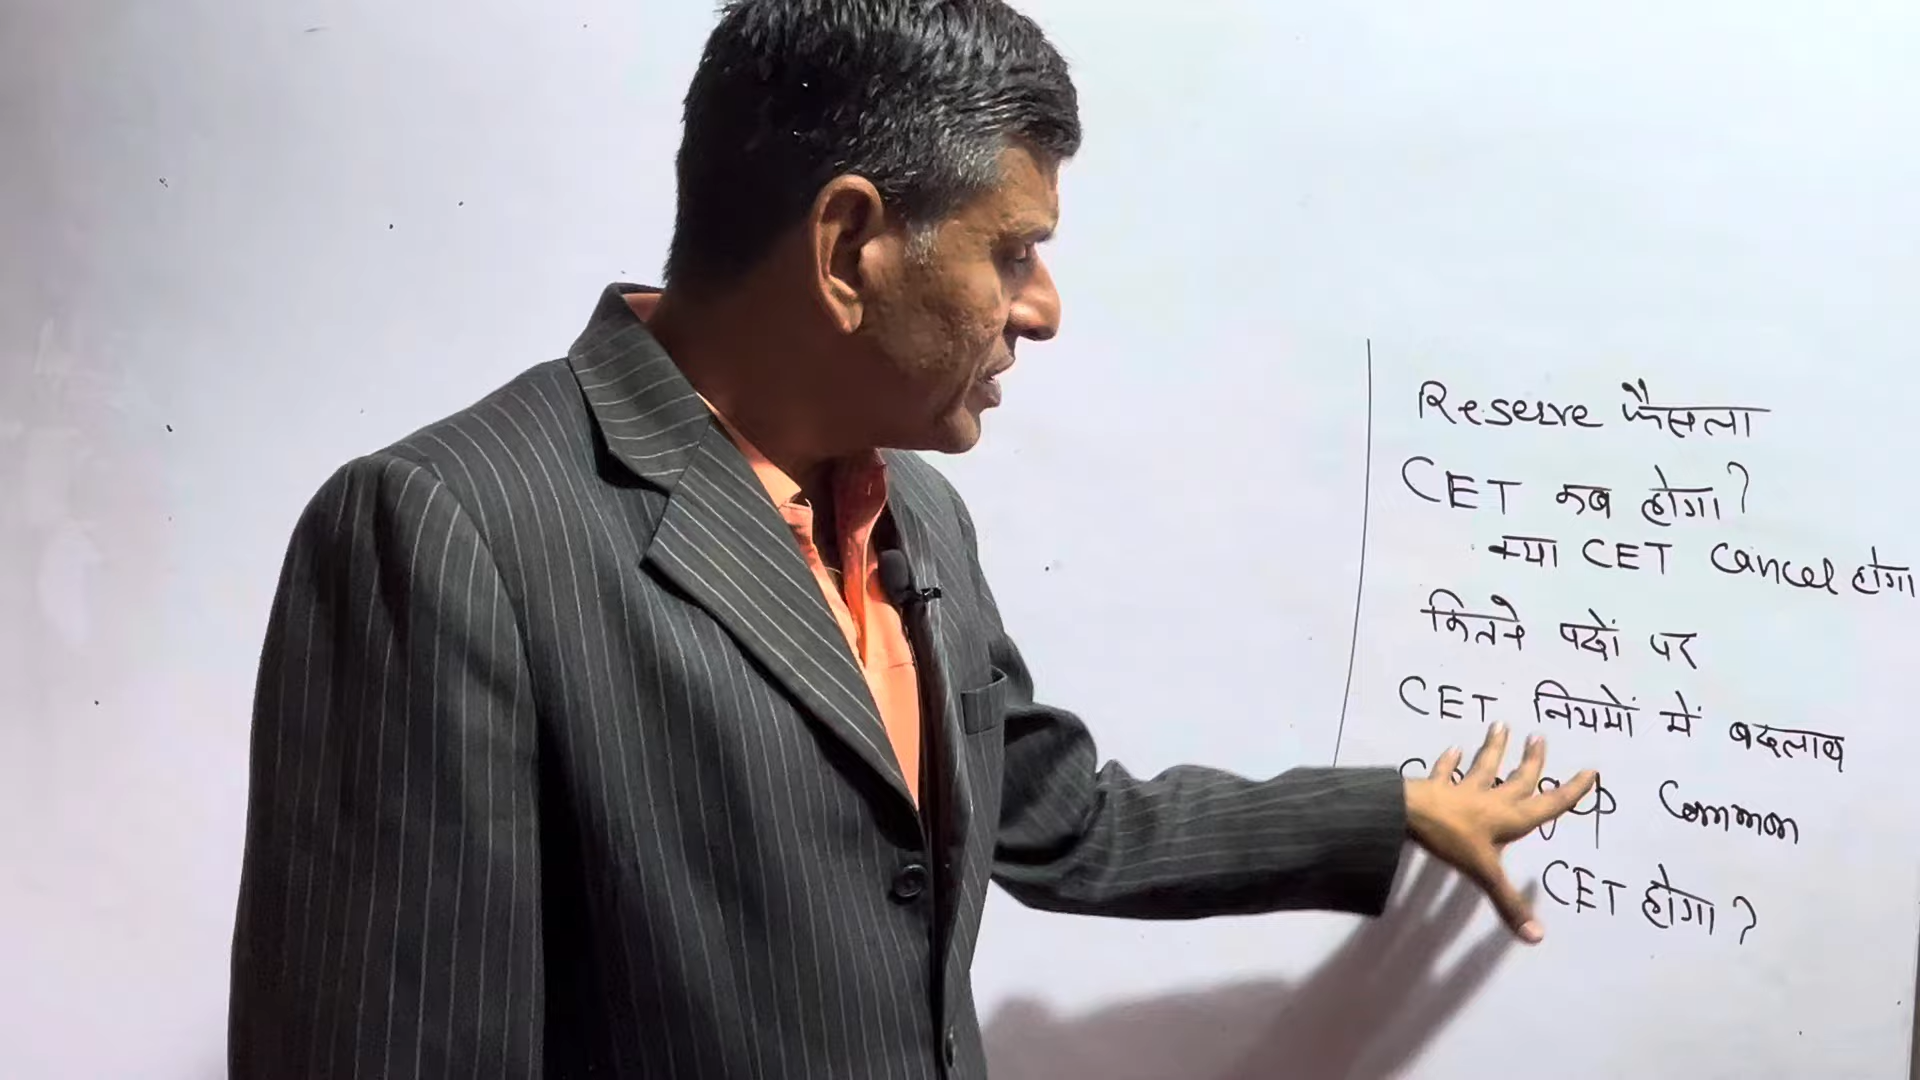 Reserve फैसला
CET कब होगा?
क्या CET Cancel होगा
कितने पदों पर
CET नियमों में बदलाव
Common
CET होगा?